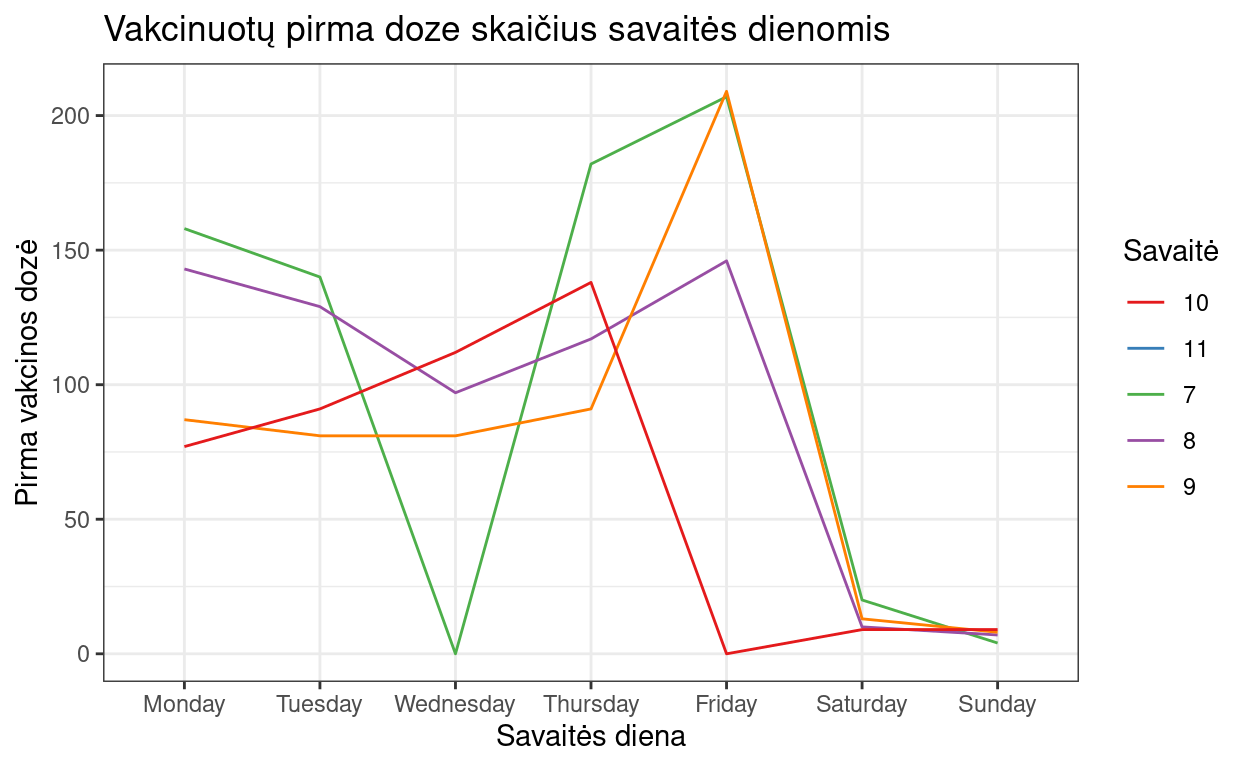 Vakcinuotų pirma doze skaičius savaitės dienomis
Pirma vakcinos dozė
200
150
100
50
0
Monday Tuesday Wednesday Thursday Friday Saturday Sunday
Savaitės diena
Savaitė
10
11
7
8
9